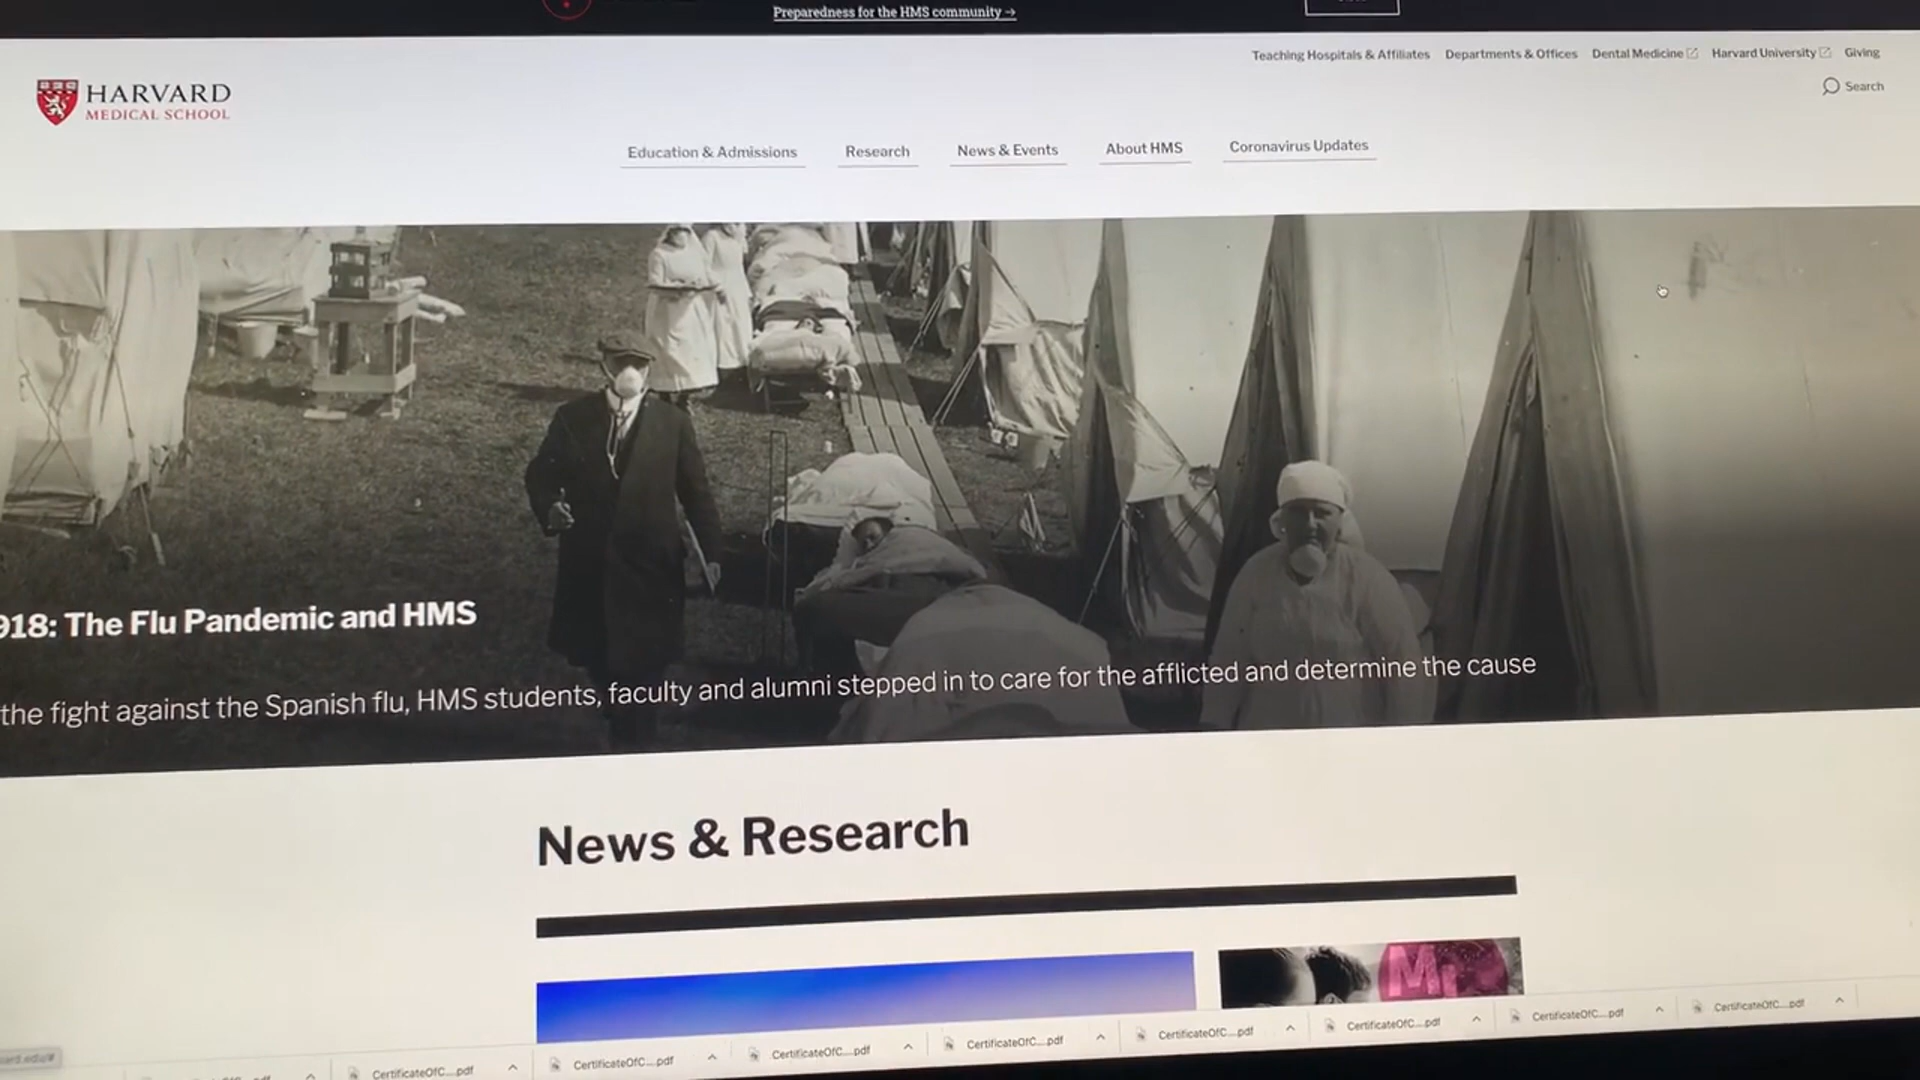 Preparedness for the HMS community →
Teaching Hospitals & Affiliates Departments & Offices Dental Medicine Harvard University Giving
Search
HARVARD
MEDICAL SCHOOL
Education & Admissions Research News & Events About HMS Coronavirus Updates
918: The Flu Pandemic and HMS
the fight against the Spanish flu, HMS students, faculty and alumni stepped in to care for the afflicted and determine the cause
News & Research
CertificateOfC....pdf CertificateOfC....pdf CertificateOfC....pdf CertificateOfC....pdf CertificateOfC....pdf CertificateOfC....pdf CertificateOfC....pdf CertificateOfC....pdf